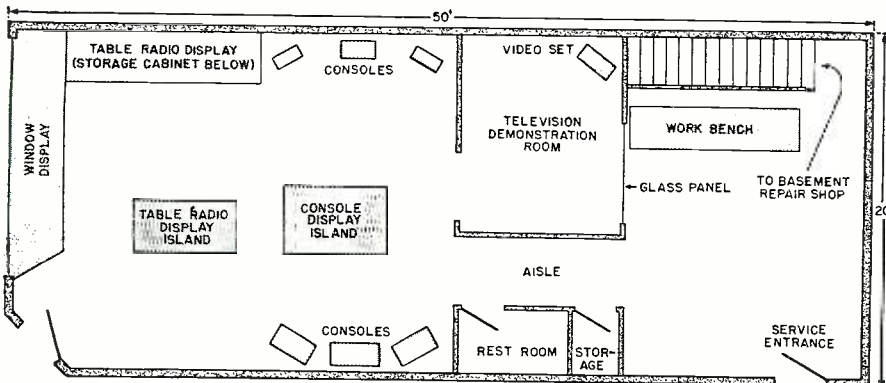 50'
TABLE RADIO DISPLAY
(STORAGE CABINET BELOW)
CONSOLES
VIDEO SET
WINDOW
DISPLAY
TELEVISION
DEMONSTRATION
ROOM
WORK BENCH
GLASS PANEL
TO BASEMENT
REPAIR SHOP
TABLE RADIO
DISPLAY
ISLAND
CONSOLE
DISPLAY
ISLAND
20
AISLE
CONSOLES
REST ROOM
STOR-
AGE
SERVICE
ENTRANCE